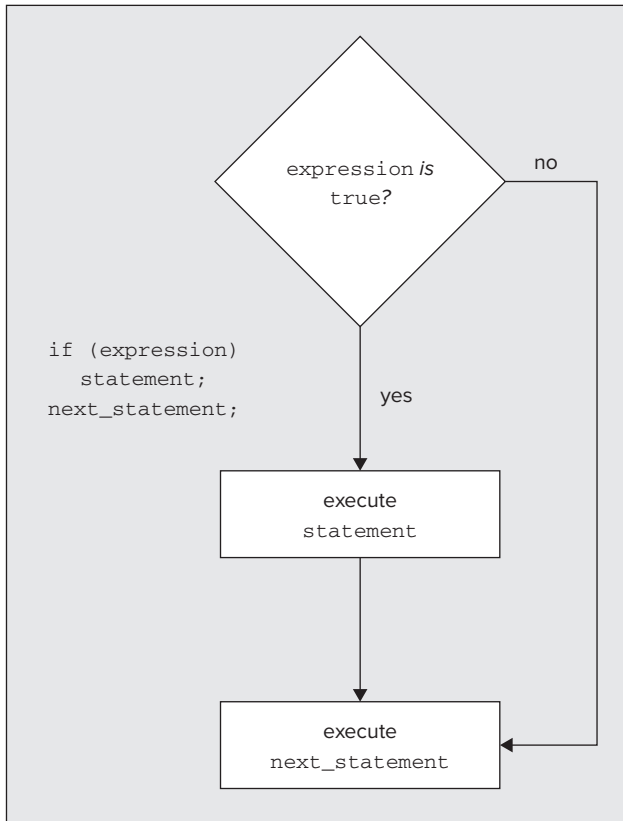 expression is
true?
no
if (expression)
statement;
next_statement;
yes
execute
statement
execute
next_statement